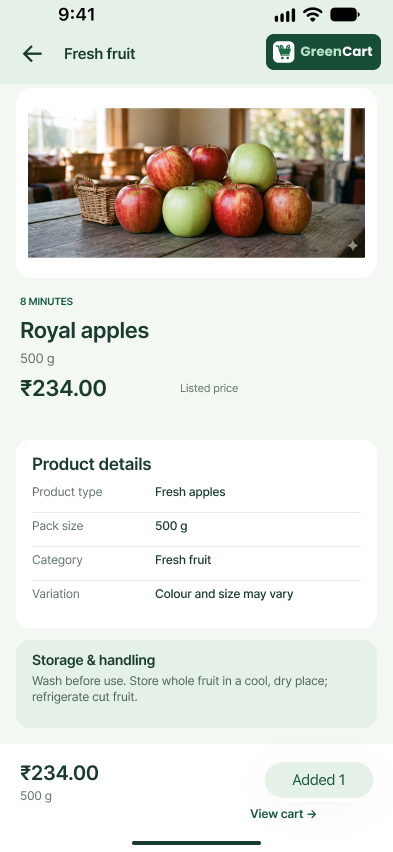 9:41
Fresh fruit
GreenCart
8 MINUTES
Royal apples
500 g
₹234.00 Listed price
Product details
Product type Fresh apples
Pack size 500 g
Category Fresh fruit
Variation Colour and size may vary
Storage & handling
Wash before use. Store whole fruit in a cool, dry place;
refrigerate cut fruit.
₹234.00
500 g
Added 1
View cart →